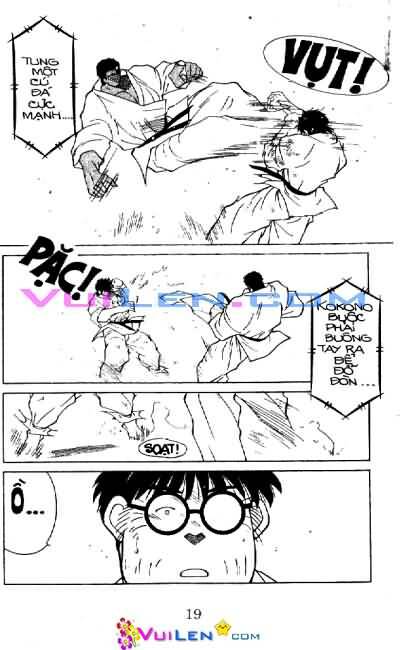 TUNG
MỘT
CÚ
ĐÁ
CỰC
MẠNH....
VỤT!
PẶC!
VUILEN.COM
KOKONO
BUỘC
PHẢI
BUÔNG
TAY RA
ĐỂ
ĐỠ
ĐÒN....
SOẠT!
Ồ...
19
VUILEN.COM